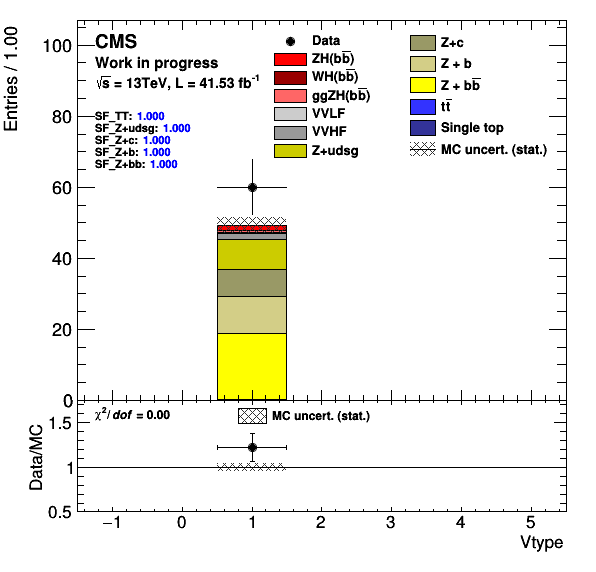 Entries / 1.00
100
80
60
40
20
0
CMS
Work in progress
√s = 13TeV, L = 41.53 fb⁻¹
SF_TT: 1.000
SF_Z+udsg: 1.000
SF_Z+c: 1.000
SF_Z+b: 1.000
SF_Z+bb: 1.000
Data
ZH(bb̅)
WH(bb̅)
ggZH(bb̅)
VVLF
VVHF
Z+udsg
Z+c
Z + b
Z + bb̅
tt̅
Single top
MC uncert. (stat.)
Data/MC
1.5
1
0.5
χ²/dof = 0.00
MC uncert. (stat.)
−1 0 1 2 3 4 5
Vtype